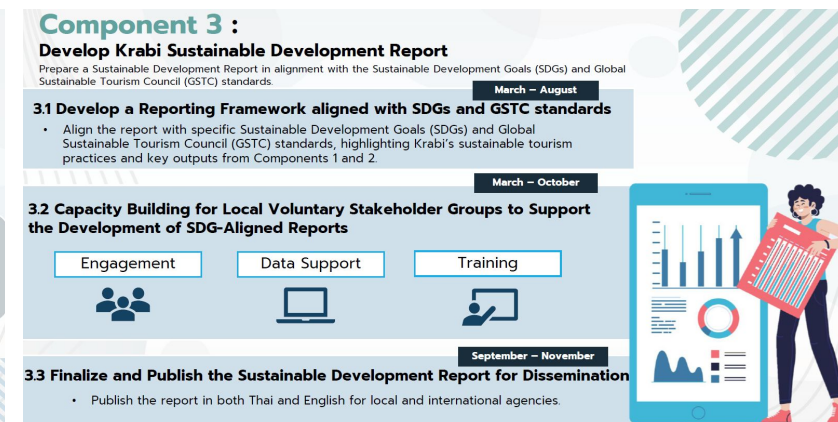 Component 3 :
Develop Krabi Sustainable Development Report
Prepare a Sustainable Development Report in alignment with the Sustainable Development Goals (SDGs) and Global
Sustainable Tourism Council (GSTC) standards.
March – August
3.1 Develop a Reporting Framework aligned with SDGs and GSTC standards
• Align the report with specific Sustainable Development Goals (SDGs) and Global
Sustainable Tourism Council (GSTC) standards, highlighting Krabi's sustainable tourism
practices and key outputs from Components 1 and 2.
March – October
3.2 Capacity Building for Local Voluntary Stakeholder Groups to Support
the Development of SDG-Aligned Reports
Engagement
Data Support
Training
September – November
3.3 Finalize and Publish the Sustainable Development Report for Dissemination
• Publish the report in both Thai and English for local and international agencies.